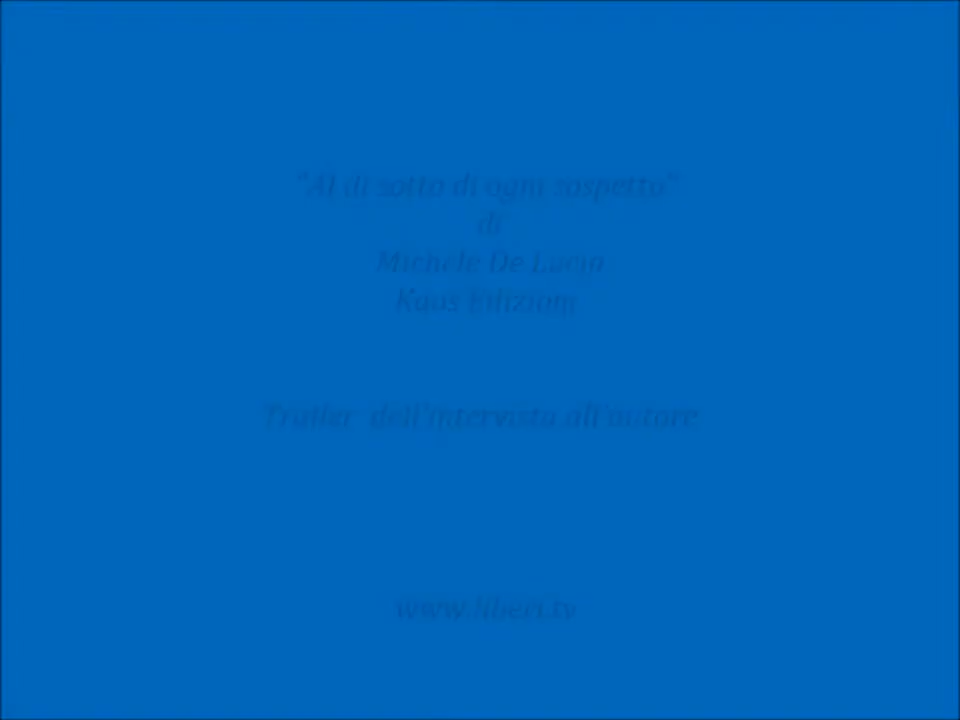 "Al di sotto di ogni sospetto"
di
Michele De Lucia
Kaos Edizioni
Trailer dell'intervista all'autore
www.liberi.tv